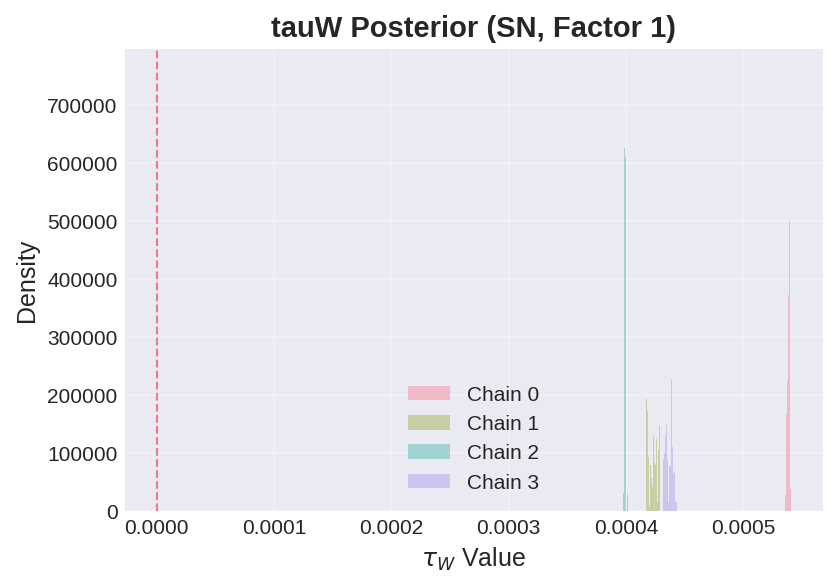 tauW Posterior (SN, Factor 1)
Density
700000
600000
500000
400000
300000
200000
100000
0
Chain 0
Chain 1
Chain 2
Chain 3
0.0000 0.0001 0.0002 0.0003 0.0004 0.0005
τ_W Value